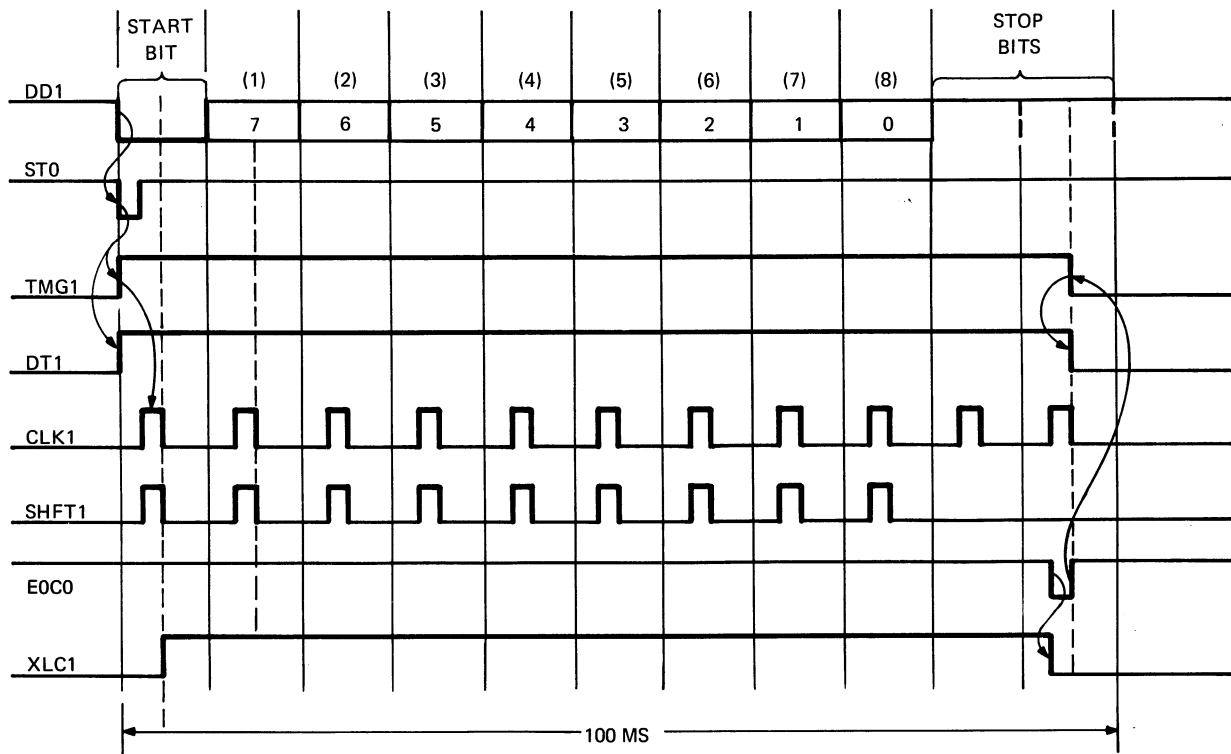 START
BIT
STOP
BITS
(1) (2) (3) (4) (5) (6) (7) (8)
DD1
7 6 5 4 3 2 1 0
ST0
TMG1
DT1
CLK1
SHFT1
E0C0
XLC1
100 MS